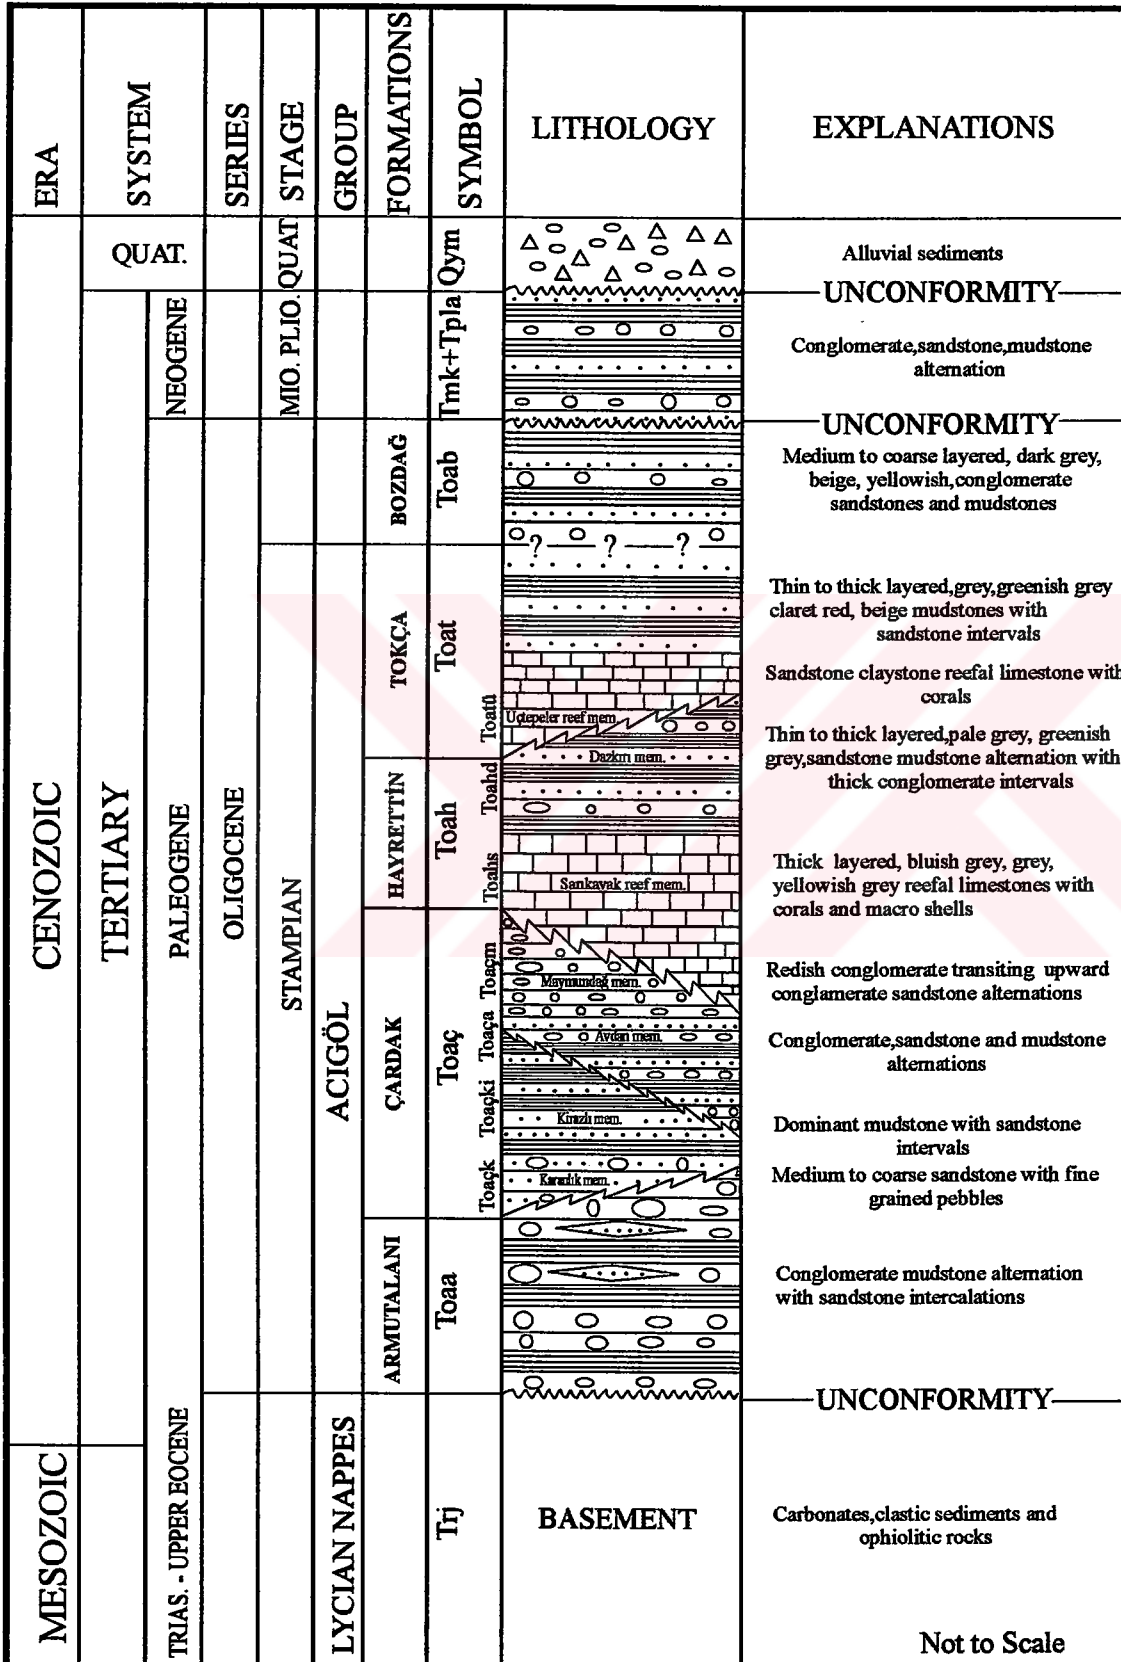 ERA
SYSTEM
SERIES
STAGE
GROUP
FORMATIONS
SYMBOL
LITHOLOGY
EXPLANATIONS
CENOZOIC
MESOZOIC
QUAT.
TERTIARY
NEOGENE
PALEOGENE
TRIAS. - UPPER EOCENE
OLIGOCENE
QUAT
MIO. PLIO.
STAMPIAN
ACIGÖL
LYCIAN NAPPES
BOZDAĞ
TOKÇA
HAYRETTİN
ÇARDAK
ARMUTALANI
Qym
Tmk+Tpla
Toab
Toat
Toatü
Toah
Toahd
Toahs
Toaç
Toaçm
Toaça
Toaçki
Toaçk
Toaa
Trj
? ? ?
Üçtepeler reef mem.
Dazkırı mem.
Sarıkavak reef mem.
Maymundağ mem.
Avdan mem.
Kirazlı mem.
Karanlık mem.
BASEMENT
Alluvial sediments
UNCONFORMITY
Conglomerate,sandstone,mudstone
alternation
UNCONFORMITY
Medium to coarse layered, dark grey,
beige, yellowish,conglomerate
sandstones and mudstones
Thin to thick layered,grey,greenish grey
claret red, beige mudstones with
sandstone intervals
Sandstone claystone reefal limestone with
corals
Thin to thick layered,pale grey, greenish
grey,sandstone mudstone alternation with
thick conglomerate intervals
Thick layered, bluish grey, grey,
yellowish grey reefal limestones with
corals and macro shells
Redish conglomerate transiting upward
conglamerate sandstone alternations
Conglomerate,sandstone and mudstone
alternations
Dominant mudstone with sandstone
intervals
Medium to coarse sandstone with fine
grained pebbles
Conglomerate mudstone alternation
with sandstone intercalations
UNCONFORMITY
Carbonates,clastic sediments and
ophiolitic rocks
Not to Scale